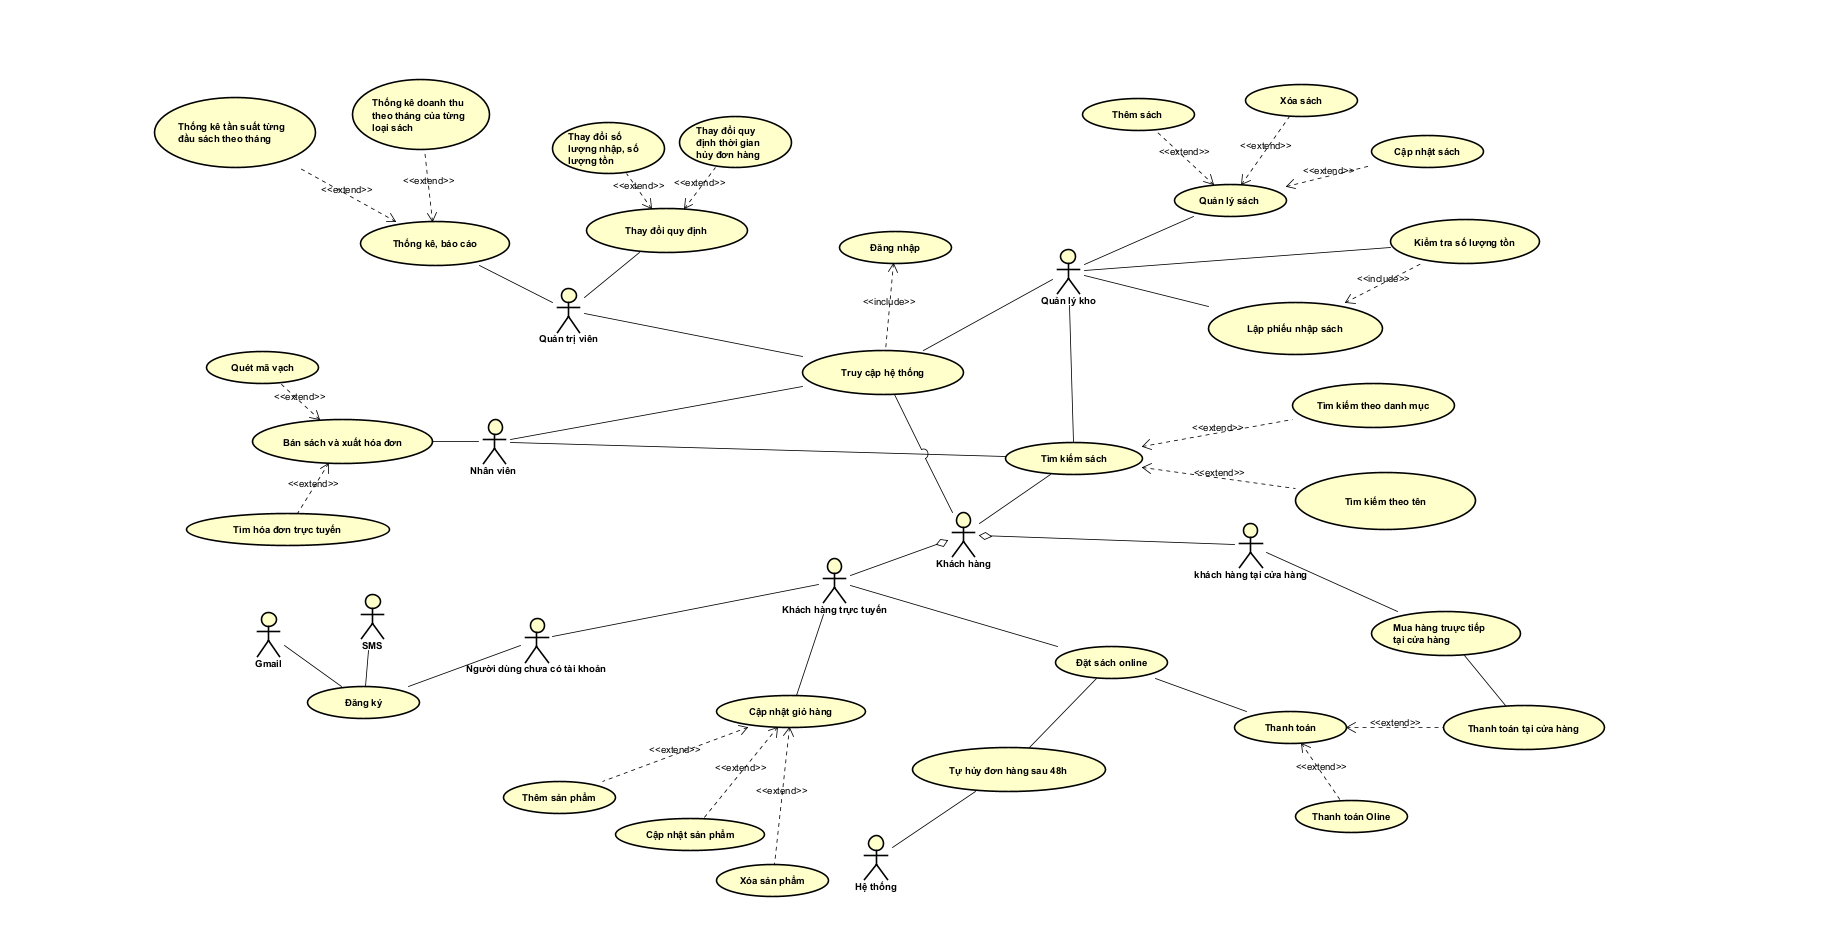 Thống kê tần suất từng
đầu sách theo tháng
Thống kê doanh thu
theo tháng của từng
loại sách
<<extend>>
<<extend>>
Thống kê, báo cáo
Thay đổi số
lượng nhập, số
lượng tồn
Thay đổi quy
định thời gian
hủy đơn hàng
<<extend>>
<<extend>>
Thay đổi quy định
Quản trị viên
Đăng nhập
<<include>>
Truy cập hệ thống
Thêm sách
Xóa sách
Cập nhật sách
<<extend>>
<<extend>>
<<extend>>
Quản lý sách
Quản lý kho
Kiểm tra số lượng tồn
<<include>>
Lập phiếu nhập sách
Quét mã vạch
<<extend>>
Bán sách và xuất hóa đơn
<<extend>>
Tìm hóa đơn trực tuyến
Nhân viên
Tìm kiếm sách
<<extend>>
Tìm kiếm theo danh mục
<<extend>>
Tìm kiếm theo tên
Khách hàng
khách hàng tại cửa hàng
Khách hàng trực tuyến
Gmail
SMS
Người dùng chưa có tài khoản
Đăng ký
Mua hàng truực tiếp
tại cửa hàng
Đặt sách online
Cập nhật giỏ hàng
<<extend>>
<<extend>>
<<extend>>
Thêm sản phẩm
Cập nhật sản phẩm
Xóa sản phẩm
Thanh toán
<<extend>>
Thanh toán tại cửa hàng
<<extend>>
Thanh toán Oline
Tự hủy đơn hàng sau 48h
Hệ thống